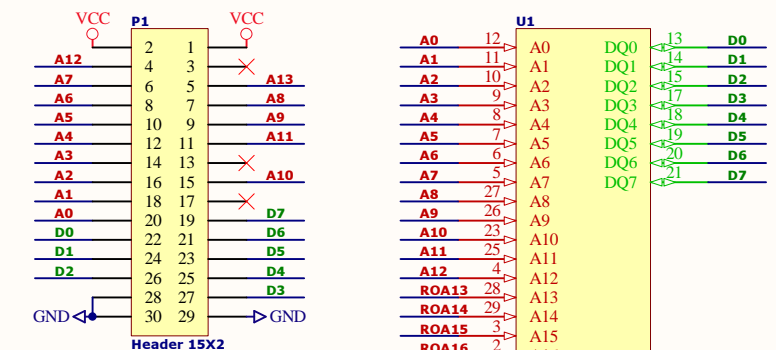 VCC P1 VCC
2 1
A12 4 3
A7 6 5 A13
A6 8 7 A8
A5 10 9 A9
A4 12 11 A11
A3 14 13
A2 16 15 A10
A1 18 17
A0 20 19 D7
D0 22 21 D6
D1 24 23 D5
D2 26 25 D4
28 27 D3
GND 30 29 GND
Header 15X2
U1
A0 12 A0 DQ0 13 D0
A1 11 A1 DQ1 14 D1
A2 10 A2 DQ2 15 D2
A3 9 A3 DQ3 17 D3
A4 8 A4 DQ4 18 D4
A5 7 A5 DQ5 19 D5
A6 6 A6 DQ6 20 D6
A7 5 A7 DQ7 21 D7
A8 27 A8
A9 26 A9
A10 23 A10
A11 25 A11
A12 4 A12
ROA13 28 A13
ROA14 29 A14
ROA15 3 A15
ROA16 2